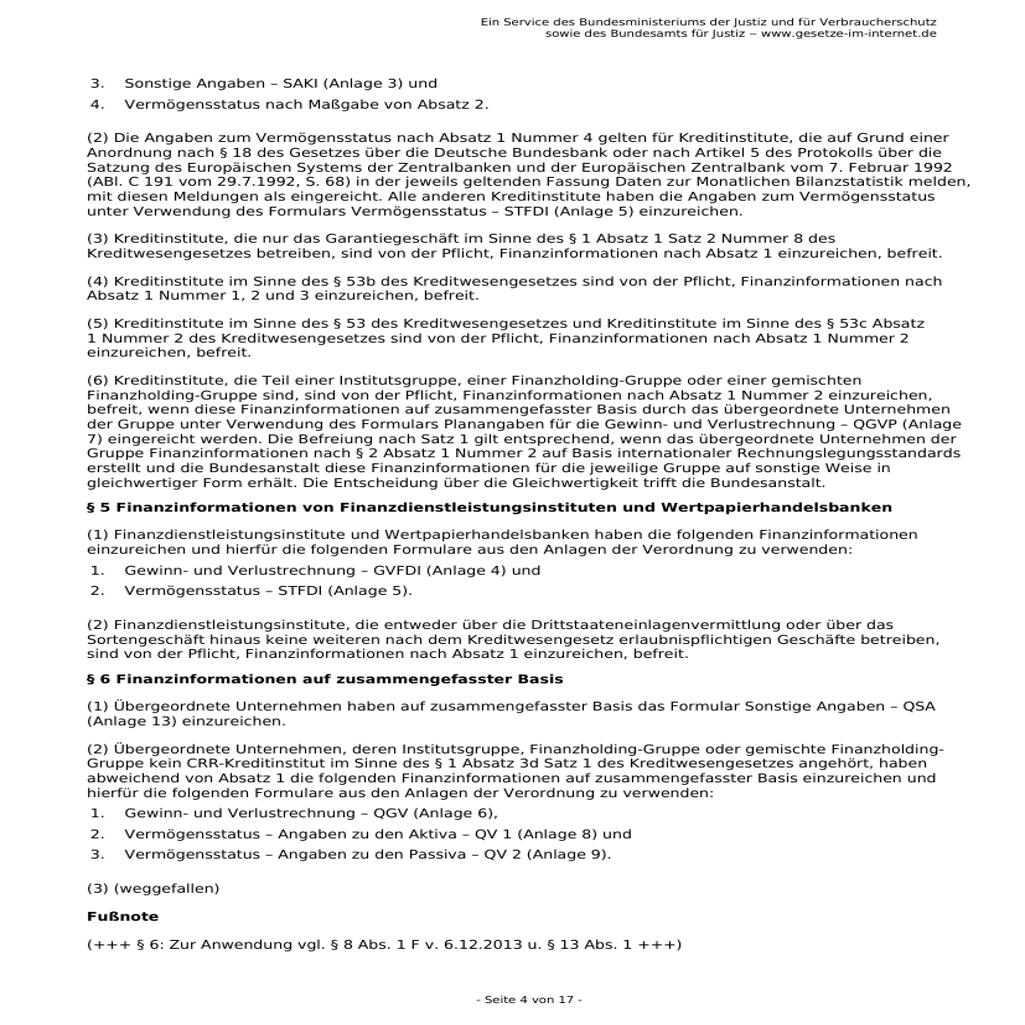 Ein Service des Bundesministeriums der Justiz und für Verbraucherschutz
sowie des Bundesamts für Justiz – www.gesetze-im-internet.de
3. Sonstige Angaben – SAKI (Anlage 3) und
4. Vermögensstatus nach Maßgabe von Absatz 2.
(2) Die Angaben zum Vermögensstatus nach Absatz 1 Nummer 4 gelten für Kreditinstitute, die auf Grund einer
Anordnung nach § 18 des Gesetzes über die Deutsche Bundesbank oder nach Artikel 5 des Protokolls über die
Satzung des Europäischen Systems der Zentralbanken und der Europäischen Zentralbank vom 7. Februar 1992
(ABl. C 191 vom 29.7.1992, S. 68) in der jeweils geltenden Fassung Daten zur Monatlichen Bilanzstatistik melden,
mit diesen Meldungen als eingereicht. Alle anderen Kreditinstitute haben die Angaben zum Vermögensstatus
unter Verwendung des Formulars Vermögensstatus – STFDI (Anlage 5) einzureichen.
(3) Kreditinstitute, die nur das Garantiegeschäft im Sinne des § 1 Absatz 1 Satz 2 Nummer 8 des
Kreditwesengesetzes betreiben, sind von der Pflicht, Finanzinformationen nach Absatz 1 einzureichen, befreit.
(4) Kreditinstitute im Sinne des § 53b des Kreditwesengesetzes sind von der Pflicht, Finanzinformationen nach
Absatz 1 Nummer 1, 2 und 3 einzureichen, befreit.
(5) Kreditinstitute im Sinne des § 53 des Kreditwesengesetzes und Kreditinstitute im Sinne des § 53c Absatz
1 Nummer 2 des Kreditwesengesetzes sind von der Pflicht, Finanzinformationen nach Absatz 1 Nummer 2
einzureichen, befreit.
(6) Kreditinstitute, die Teil einer Institutsgruppe, einer Finanzholding-Gruppe oder einer gemischten
Finanzholding-Gruppe sind, sind von der Pflicht, Finanzinformationen nach Absatz 1 Nummer 2 einzureichen,
befreit, wenn diese Finanzinformationen auf zusammengefasster Basis durch das übergeordnete Unternehmen
der Gruppe unter Verwendung des Formulars Planangaben für die Gewinn- und Verlustrechnung – QGVP (Anlage
7) eingereicht werden. Die Befreiung nach Satz 1 gilt entsprechend, wenn das übergeordnete Unternehmen der
Gruppe Finanzinformationen nach § 2 Absatz 1 Nummer 2 auf Basis internationaler Rechnungslegungsstandards
erstellt und die Bundesanstalt diese Finanzinformationen für die jeweilige Gruppe auf sonstige Weise in
gleichwertiger Form erhält. Die Entscheidung über die Gleichwertigkeit trifft die Bundesanstalt.
§ 5 Finanzinformationen von Finanzdienstleistungsinstituten und Wertpapierhandelsbanken
(1) Finanzdienstleistungsinstitute und Wertpapierhandelsbanken haben die folgenden Finanzinformationen
einzureichen und hierfür die folgenden Formulare aus den Anlagen der Verordnung zu verwenden:
1. Gewinn- und Verlustrechnung – GVFDI (Anlage 4) und
2. Vermögensstatus – STFDI (Anlage 5).
(2) Finanzdienstleistungsinstitute, die entweder über die Drittstaateneinlagenvermittlung oder über das
Sortengeschäft hinaus keine weiteren nach dem Kreditwesengesetz erlaubnispflichtigen Geschäfte betreiben,
sind von der Pflicht, Finanzinformationen nach Absatz 1 einzureichen, befreit.
§ 6 Finanzinformationen auf zusammengefasster Basis
(1) Übergeordnete Unternehmen haben auf zusammengefasster Basis das Formular Sonstige Angaben – QSA
(Anlage 13) einzureichen.
(2) Übergeordnete Unternehmen, deren Institutsgruppe, Finanzholding-Gruppe oder gemischte Finanzholding-
Gruppe kein CRR-Kreditinstitut im Sinne des § 1 Absatz 3d Satz 1 des Kreditwesengesetzes angehört, haben
abweichend von Absatz 1 die folgenden Finanzinformationen auf zusammengefasster Basis einzureichen und
hierfür die folgenden Formulare aus den Anlagen der Verordnung zu verwenden:
1. Gewinn- und Verlustrechnung – QGV (Anlage 6),
2. Vermögensstatus – Angaben zu den Aktiva – QV 1 (Anlage 8) und
3. Vermögensstatus – Angaben zu den Passiva – QV 2 (Anlage 9).
(3) (weggefallen)
Fußnote
(+++ § 6: Zur Anwendung vgl. § 8 Abs. 1 F v. 6.12.2013 u. § 13 Abs. 1 +++)
- Seite 4 von 17 -